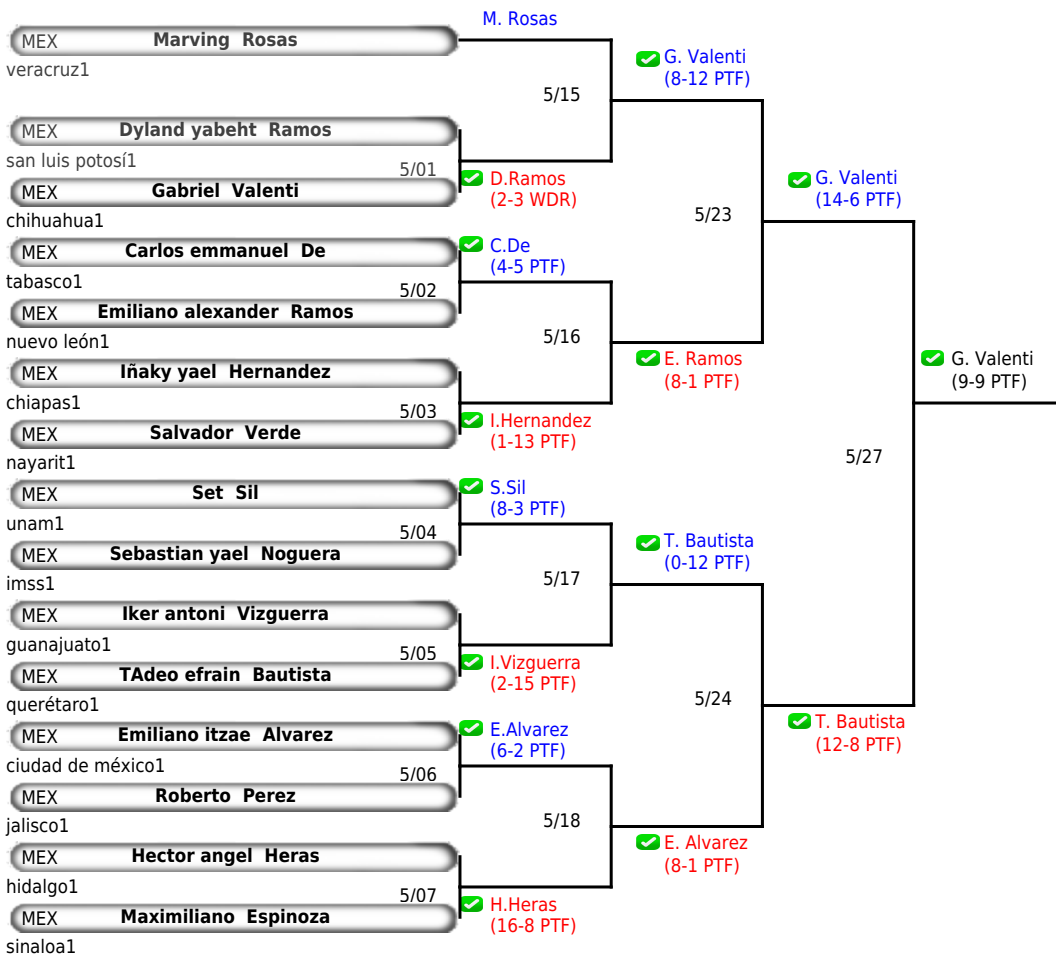 M. Rosas
MEX Marving Rosas
veracruz1
G. Valenti
(8-12 PTF)
5/15
MEX Dyland yabeht Ramos
san luis potosí1
5/01
D.Ramos
(2-3 WDR)
MEX Gabriel Valenti
chihuahua1
G. Valenti
(14-6 PTF)
5/23
MEX Carlos emmanuel De
tabasco1
C.De
(4-5 PTF)
5/02
MEX Emiliano alexander Ramos
nuevo león1
5/16
E. Ramos
(8-1 PTF)
MEX Iñaky yael Hernandez
chiapas1
5/03
I.Hernandez
(1-13 PTF)
MEX Salvador Verde
nayarit1
G. Valenti
(9-9 PTF)
5/27
MEX Set Sil
unam1
S.Sil
(8-3 PTF)
5/04
MEX Sebastian yael Noguera
imss1
T. Bautista
(0-12 PTF)
5/17
MEX Iker antoni Vizguerra
guanajuato1
5/05
I.Vizguerra
(2-15 PTF)
MEX TAdeo efrain Bautista
querétaro1
5/24
T. Bautista
(12-8 PTF)
MEX Emiliano itzae Alvarez
ciudad de méxico1
E.Alvarez
(6-2 PTF)
5/06
MEX Roberto Perez
jalisco1
5/18
E. Alvarez
(8-1 PTF)
MEX Hector angel Heras
hidalgo1
5/07
H.Heras
(16-8 PTF)
MEX Maximiliano Espinoza
sinaloa1